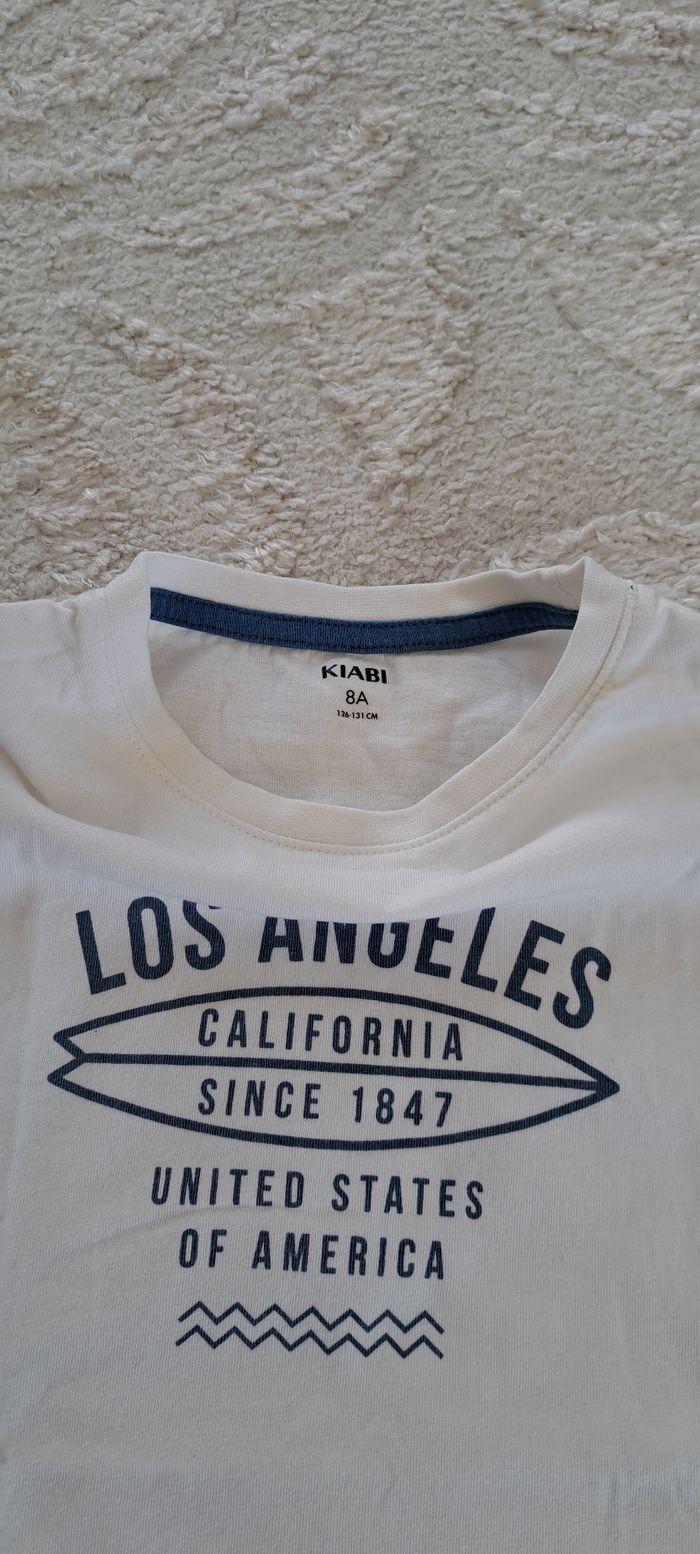 KIABI
8A
126-131 CM
LOS ANGELES
CALIFORNIA
SINCE 1847
UNITED STATES
OF AMERICA